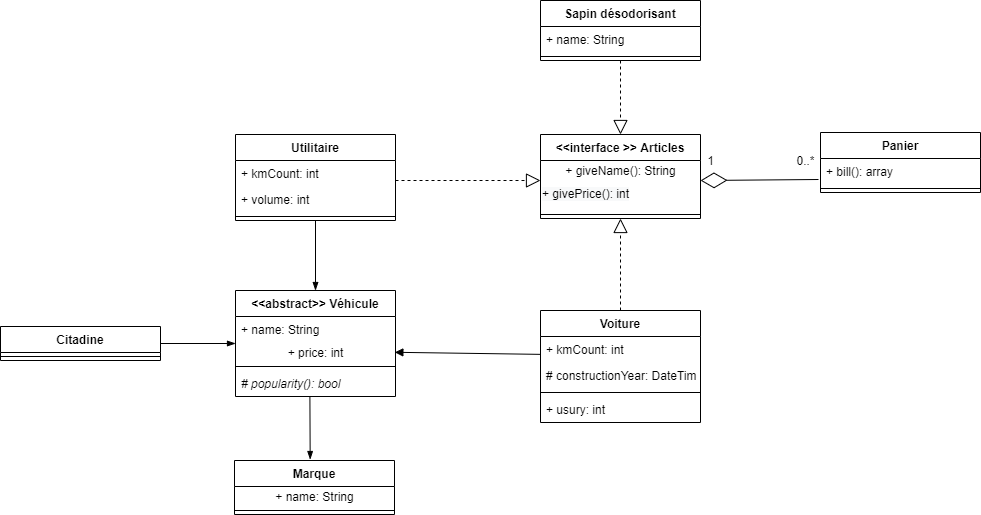 Sapin désodorisant
+ name: String
Utilitaire
+ kmCount: int
+ volume: int
<<interface >> Articles
+ giveName(): String
+ givePrice(): int
1
0..*
Panier
+ bill(): array
<<abstract>> Véhicule
+ name: String
+ price: int
# popularity(): bool
Citadine
Voiture
+ kmCount: int
# constructionYear: DateTim
+ usury: int
Marque
+ name: String